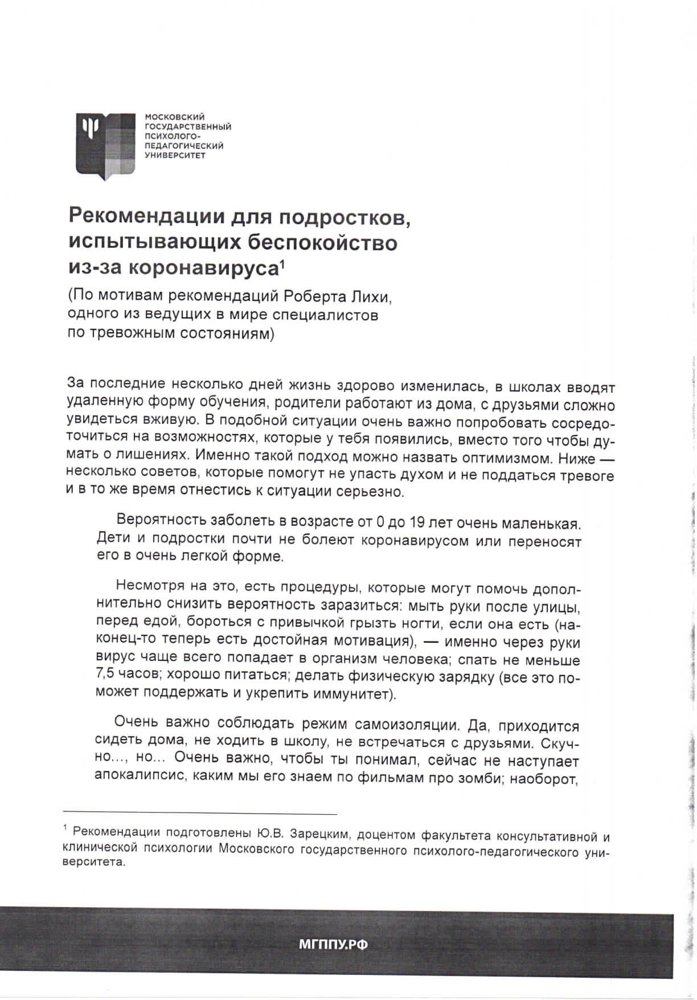 МОСКОВСКИЙ
ГОСУДАРСТВЕННЫЙ
ПСИХОЛОГО-
ПЕДАГОГИЧЕСКИЙ
УНИВЕРСИТЕТ
Рекомендации для подростков,
испытывающих беспокойство
из-за коронавируса¹
(По мотивам рекомендаций Роберта Лихи,
одного из ведущих в мире специалистов
по тревожным состояниям)
За последние несколько дней жизнь здорово изменилась, в школах вводят
удаленную форму обучения, родители работают из дома, с друзьями сложно
увидеться вживую. В подобной ситуации очень важно попробовать сосредо-
точиться на возможностях, которые у тебя появились, вместо того чтобы ду-
мать о лишениях. Именно такой подход можно назвать оптимизмом. Ниже —
несколько советов, которые помогут не упасть духом и не поддаться тревоге
и в то же время отнестись к ситуации серьезно.
Вероятность заболеть в возрасте от 0 до 19 лет очень маленькая.
Дети и подростки почти не болеют коронавирусом или переносят
его в очень легкой форме.
Несмотря на это, есть процедуры, которые могут помочь допол-
нительно снизить вероятность заразиться: мыть руки после улицы,
перед едой, бороться с привычкой грызть ногти, если она есть (на-
конец-то теперь есть достойная мотивация), — именно через руки
вирус чаще всего попадает в организм человека; спать не меньше
7,5 часов; хорошо питаться; делать физическую зарядку (все это по-
может поддержать и укрепить иммунитет).
Очень важно соблюдать режим самоизоляции. Да, приходится
сидеть дома, не ходить в школу, не встречаться с друзьями. Скуч-
но..., но... Очень важно, чтобы ты понимал, сейчас не наступает
апокалипсис, каким мы его знаем по фильмам про зомби; наоборот,
¹ Рекомендации подготовлены Ю.В. Зарецким, доцентом факультета консультативной и
клинической психологии Московского государственного психолого-педагогического уни-
верситета.
МГППУ.РФ